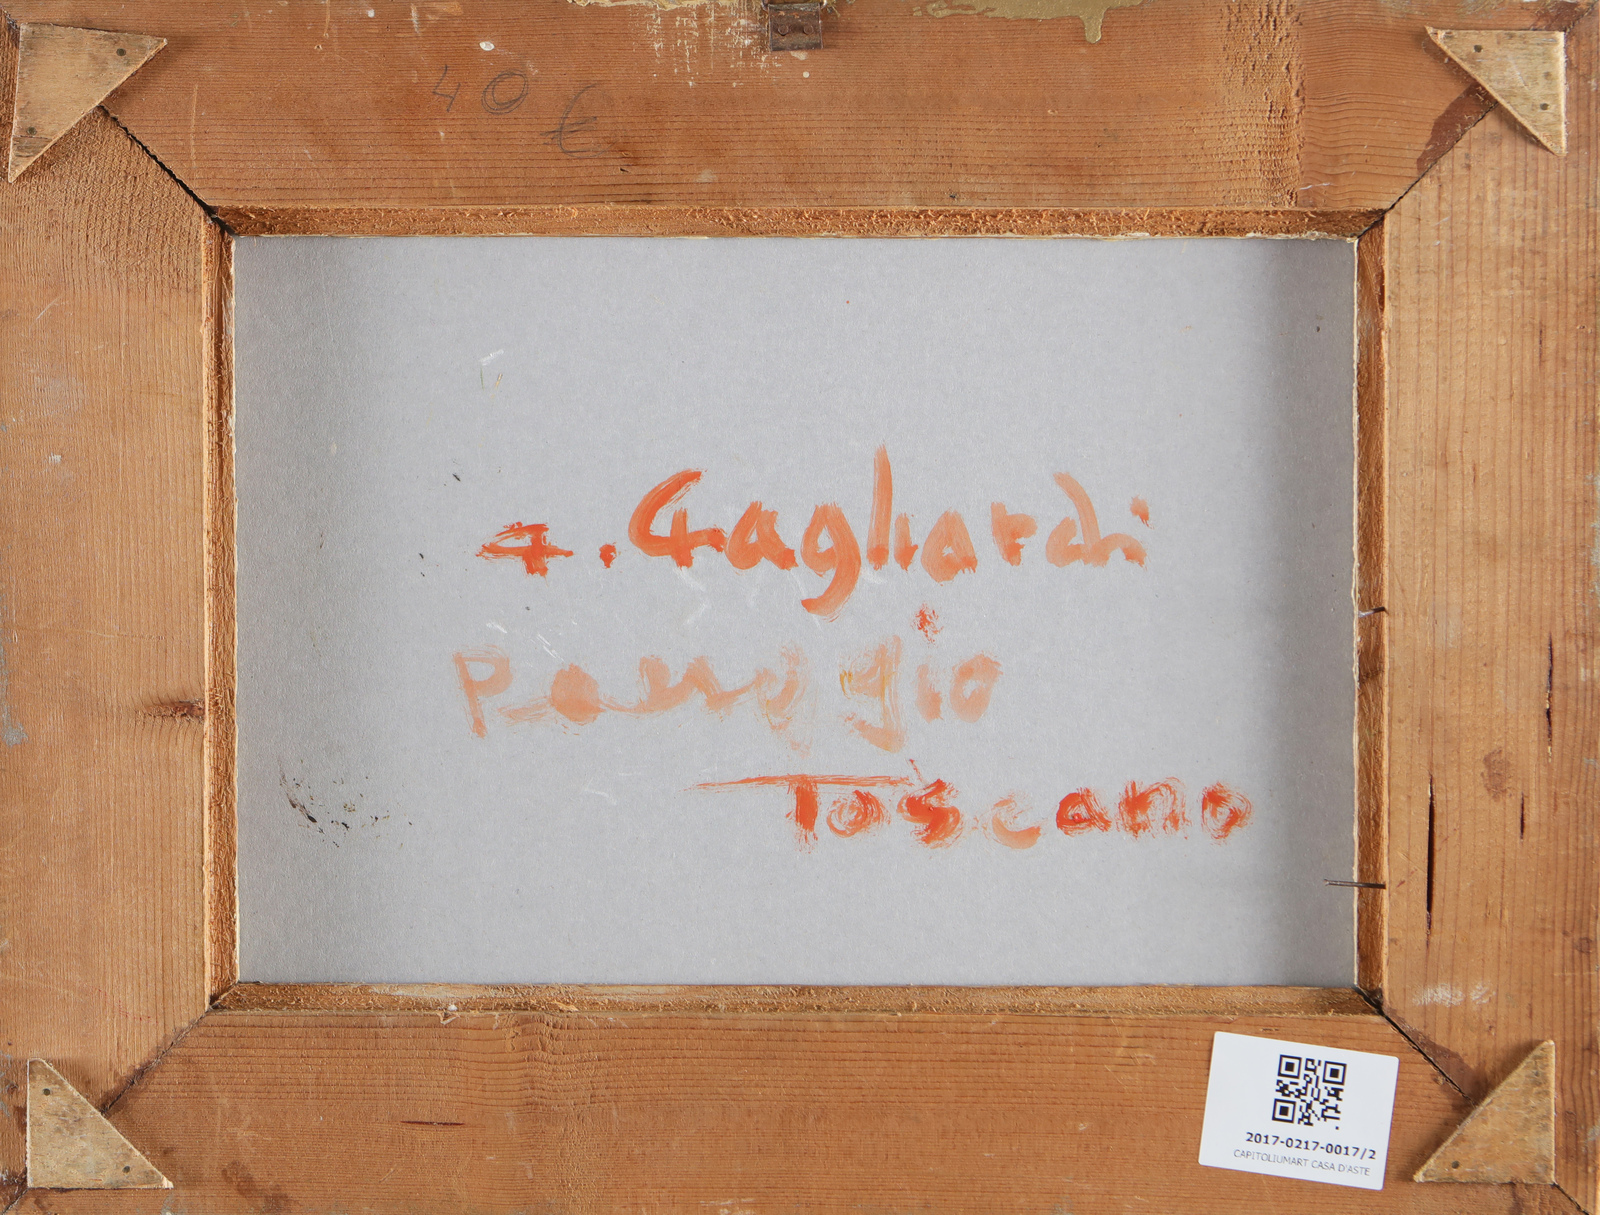 40 €
a. Gagliardi
Paesaggio
Toscano
2017-0217-0017/2
CAPITOLIUMART CASA D'ASTE